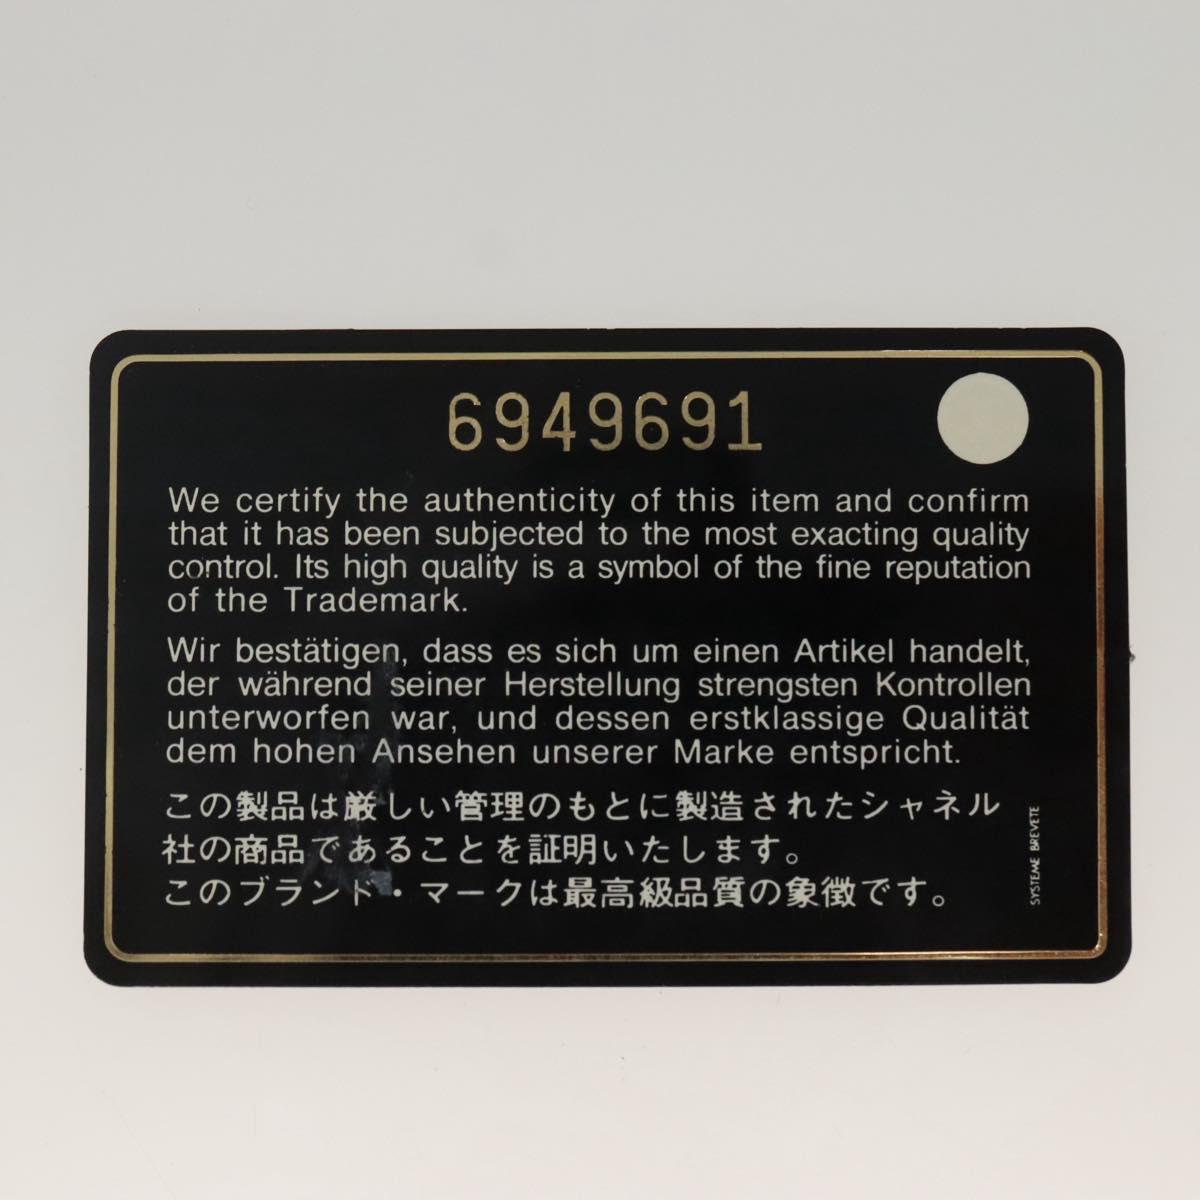 6949691
We certify the authenticity of this item and confirm
that it has been subjected to the most exacting quality
control. Its high quality is a symbol of the fine reputation
of the Trademark.
Wir bestätigen, dass es sich um einen Artikel handelt,
der während seiner Herstellung strengsten Kontrollen
unterworfen war, und dessen erstklassige Qualität
dem hohen Ansehen unserer Marke entspricht.
この製品は厳しい管理のもとに製造されたシャネル
社の商品であることを証明いたします。
このブランド・マークは最高級品質の象徴です。
SYSTEME BREVETE